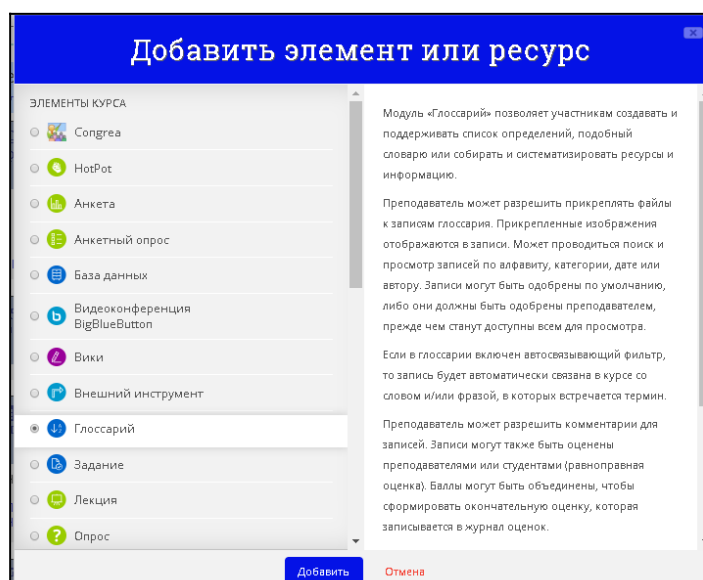 Добавить элемент или ресурс
ЭЛЕМЕНТЫ КУРСА
Congrea
HotPot
Анкета
Анкетный опрос
База данных
Видеоконференция
BigBlueButton
Вики
Внешний инструмент
Глоссарий
Задание
Лекция
Опрос
Модуль «Глоссарий» позволяет участникам создавать и
поддерживать список определений, подобный
словарю или собирать и систематизировать ресурсы и
информацию.
Преподаватель может разрешить прикреплять файлы
к записям глоссария. Прикрепленные изображения
отображаются в записи. Может проводиться поиск и
просмотр записей по алфавиту, категории, дате или
автору. Записи могут быть одобрены по умолчанию,
либо они должны быть одобрены преподавателем,
прежде чем станут доступны всем для просмотра.
Если в глоссарии включен автосвязывающий фильтр,
то запись будет автоматически связана в курсе со
словом и/или фразой, в которых встречается термин.
Преподаватель может разрешить комментарии для
записей. Записи могут также быть оценены
преподавателями или студентами (равноправная
оценка). Баллы могут быть объединены, чтобы
сформировать окончательную оценку, которая
записывается в журнал оценок.
Добавить
Отмена